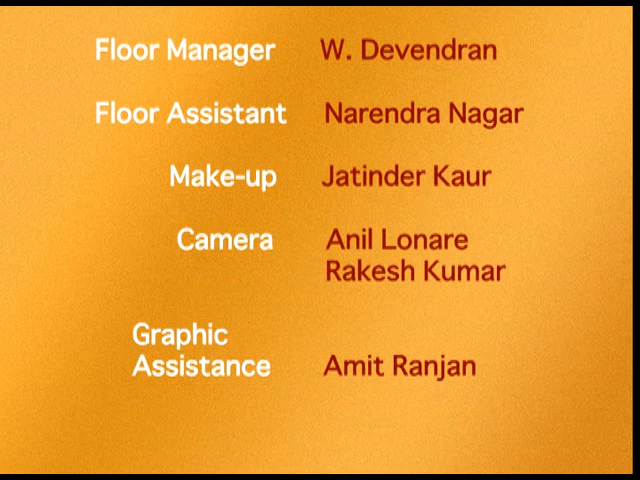 Floor Manager W. Devendran
Floor Assistant Narendra Nagar
Make-up Jatinder Kaur
Camera Anil Lonare
Rakesh Kumar
Graphic
Assistance Amit Ranjan